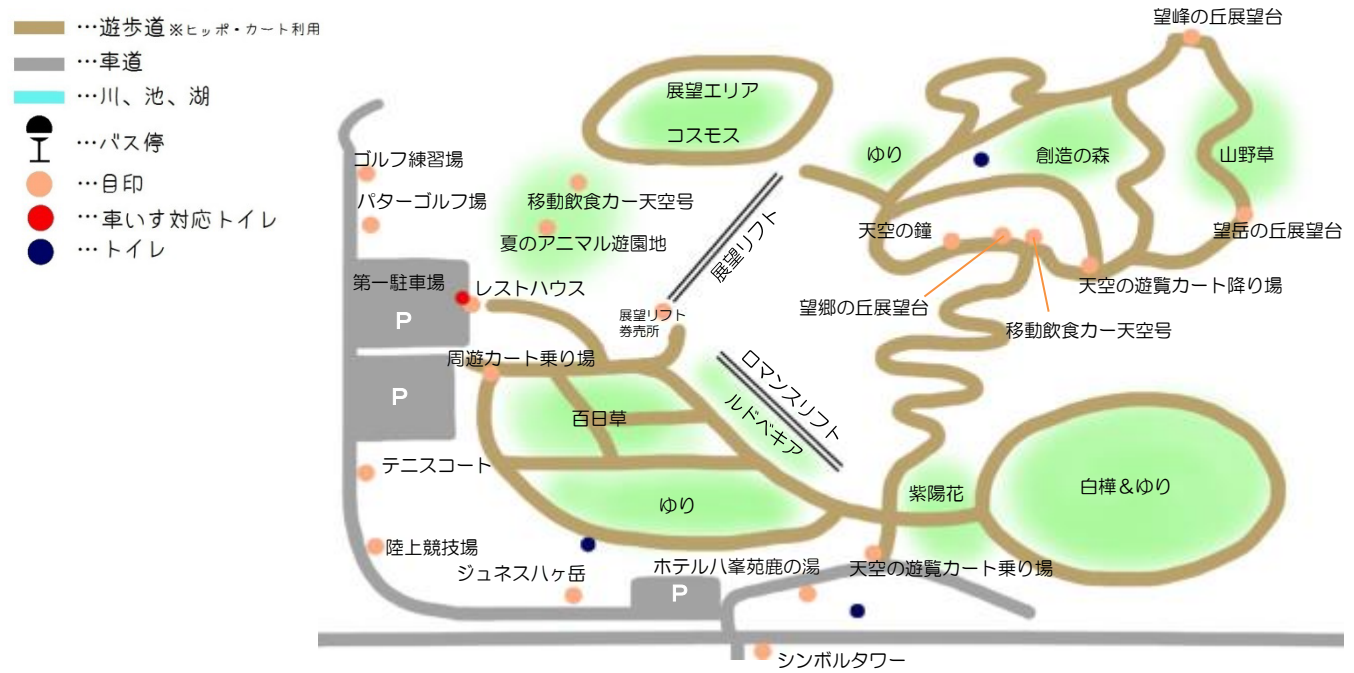 …遊歩道 ※ヒッポ・カート利用
…車道
…川、池、湖
…バス停
…目印
…車いす対応トイレ
…トイレ
望峰の丘展望台
展望エリア
コスモス
ゆり
創造の森
山野草
ゴルフ練習場
パターゴルフ場
移動飲食カー天空号
夏のアニマル遊園地
展望リフト
天空の鐘
望岳の丘展望台
第一駐車場
P
レストハウス
展望リフト
券売所
望郷の丘展望台
天空の遊覧カート降り場
移動飲食カー天空号
周遊カート乗り場
P
ロマンスリフト
ルドベキア
百日草
テニスコート
ゆり
紫陽花
白樺&ゆり
陸上競技場
ジュネス八ヶ岳
ホテル八峯苑鹿の湯
P
天空の遊覧カート乗り場
シンボルタワー